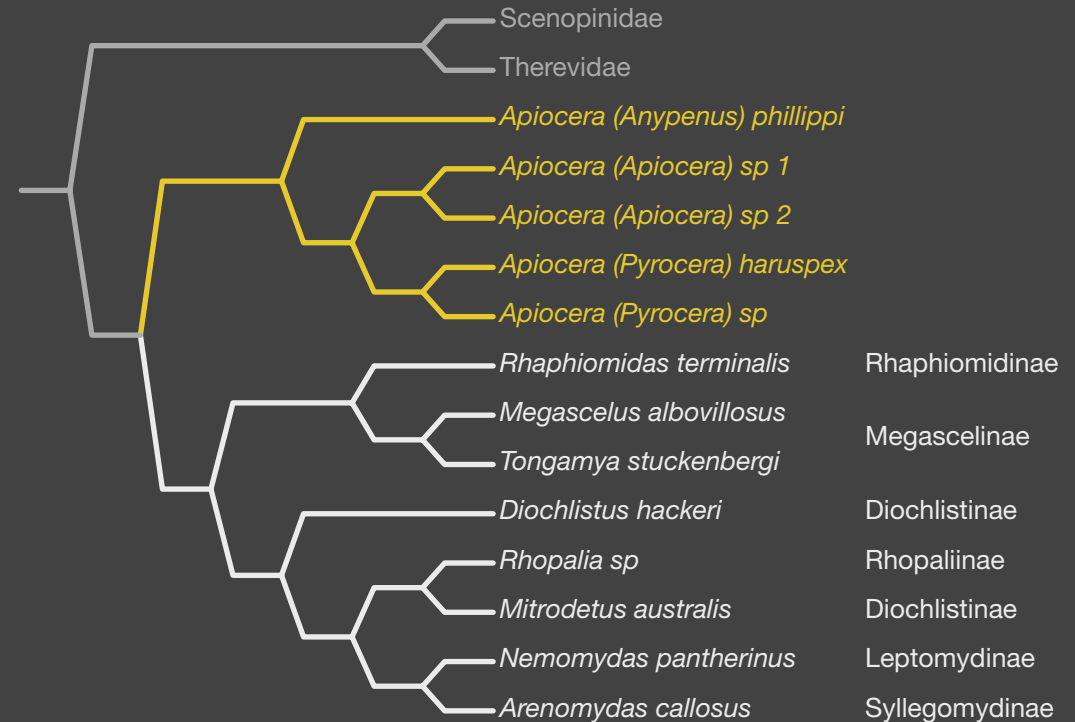 Scenopinidae
Therevidae
Apiocera (Anypenus) phillippi
Apiocera (Apiocera) sp 1
Apiocera (Apiocera) sp 2
Apiocera (Pyrocera) haruspex
Apiocera (Pyrocera) sp
Rhaphiomidas terminalis Rhaphiomidinae
Megascelus albovillosus
Megascelinae
Tongamya stuckenbergi
Diochlistus hackeri Diochlistinae
Rhopalia sp Rhopaliinae
Mitrodetus australis Diochlistinae
Nemomydas pantherinus Leptomydinae
Arenomydas callosus Syllegomydinae